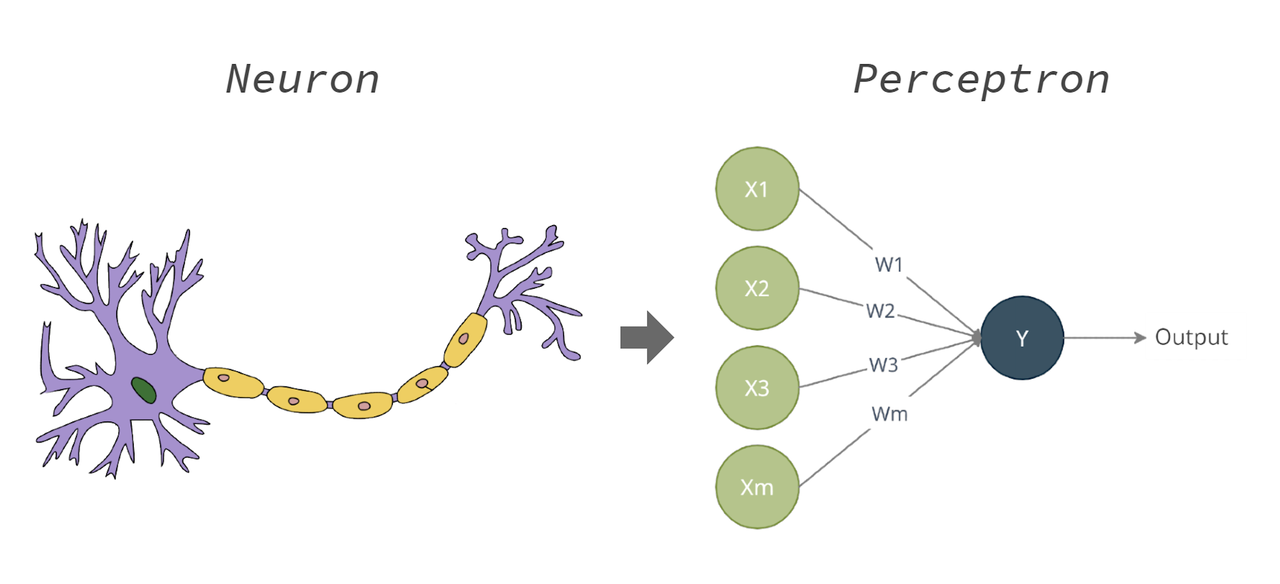 Neuron
Perceptron
X1
W1
X2
W2
Y
Output
W3
X3
Wm
Xm